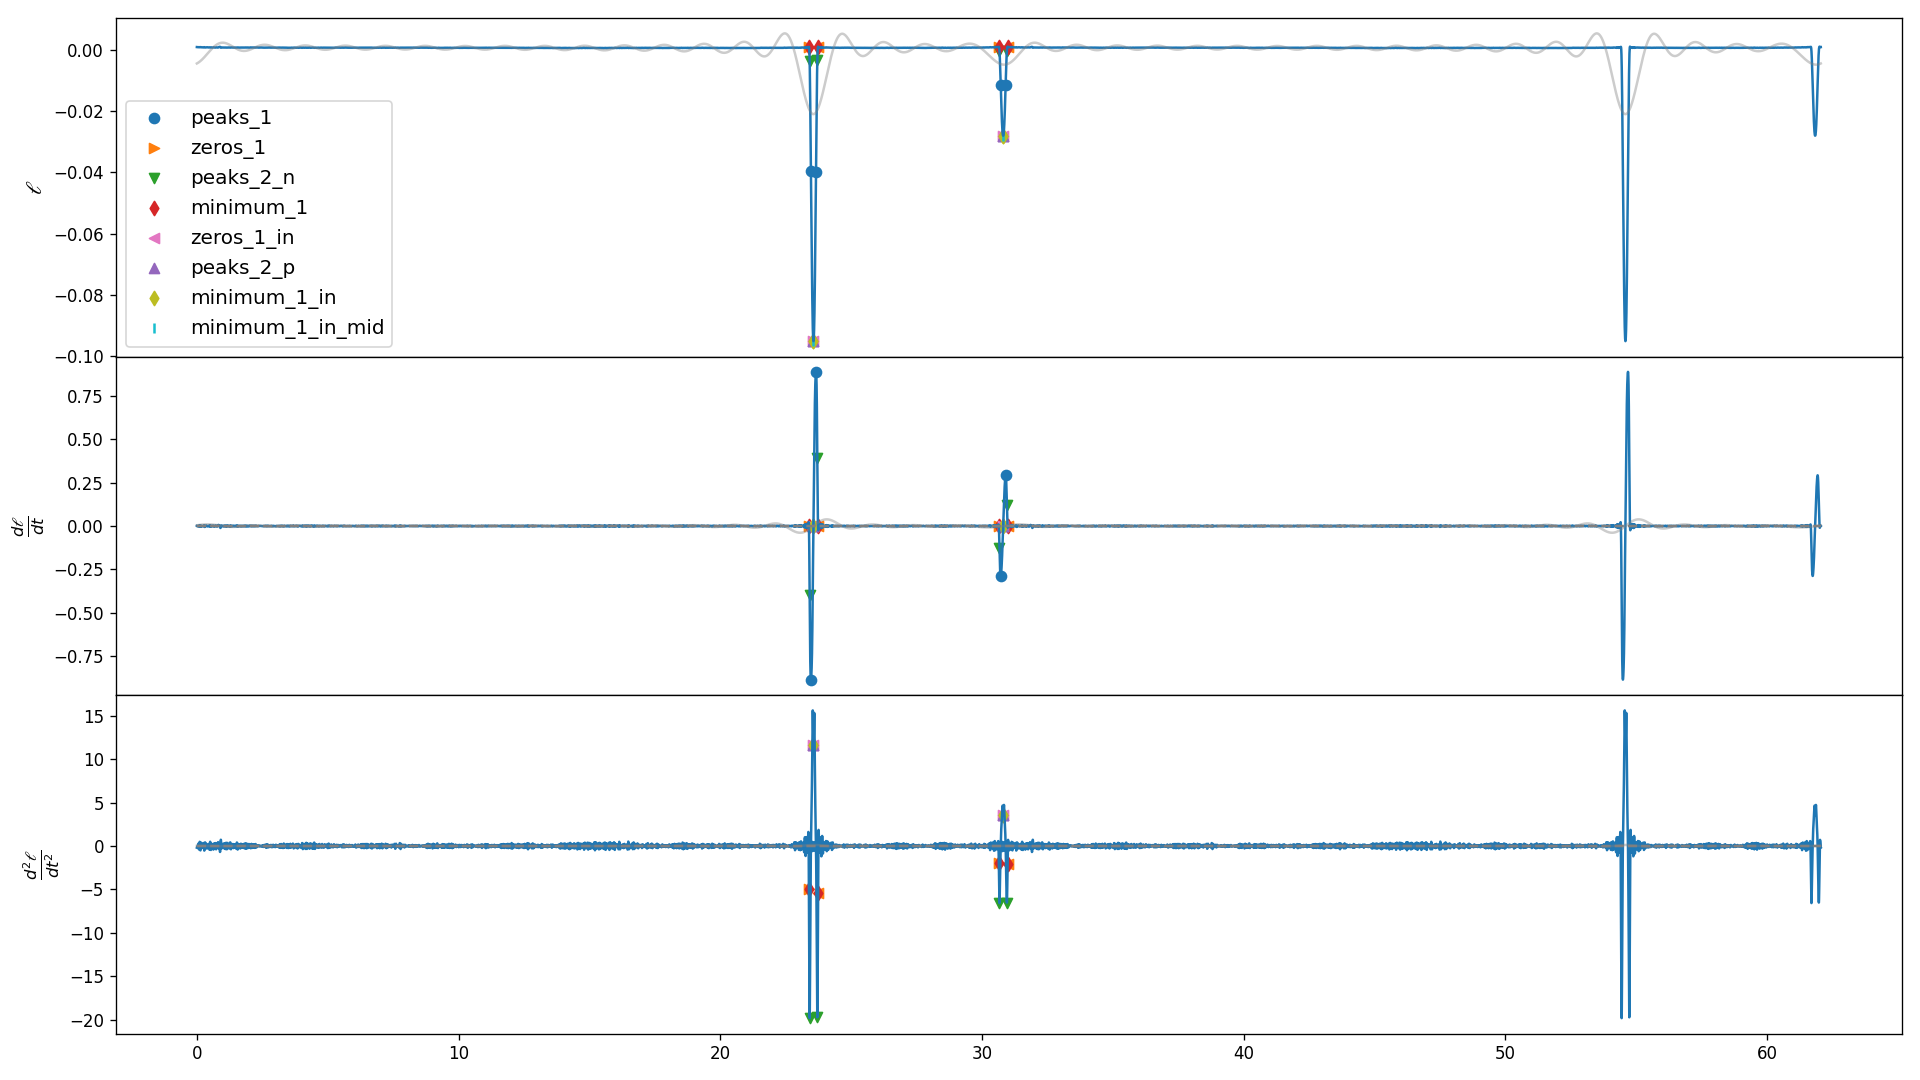 0.00
−0.02
−0.04
−0.06
−0.08
−0.10
ℓ
peaks_1
zeros_1
peaks_2_n
minimum_1
zeros_1_in
peaks_2_p
minimum_1_in
minimum_1_in_mid
0.75
0.50
0.25
0.00
−0.25
−0.50
−0.75
dℓ
dt
15
10
5
0
−5
−10
−15
−20
d²ℓ
dt²
0 10 20 30 40 50 60